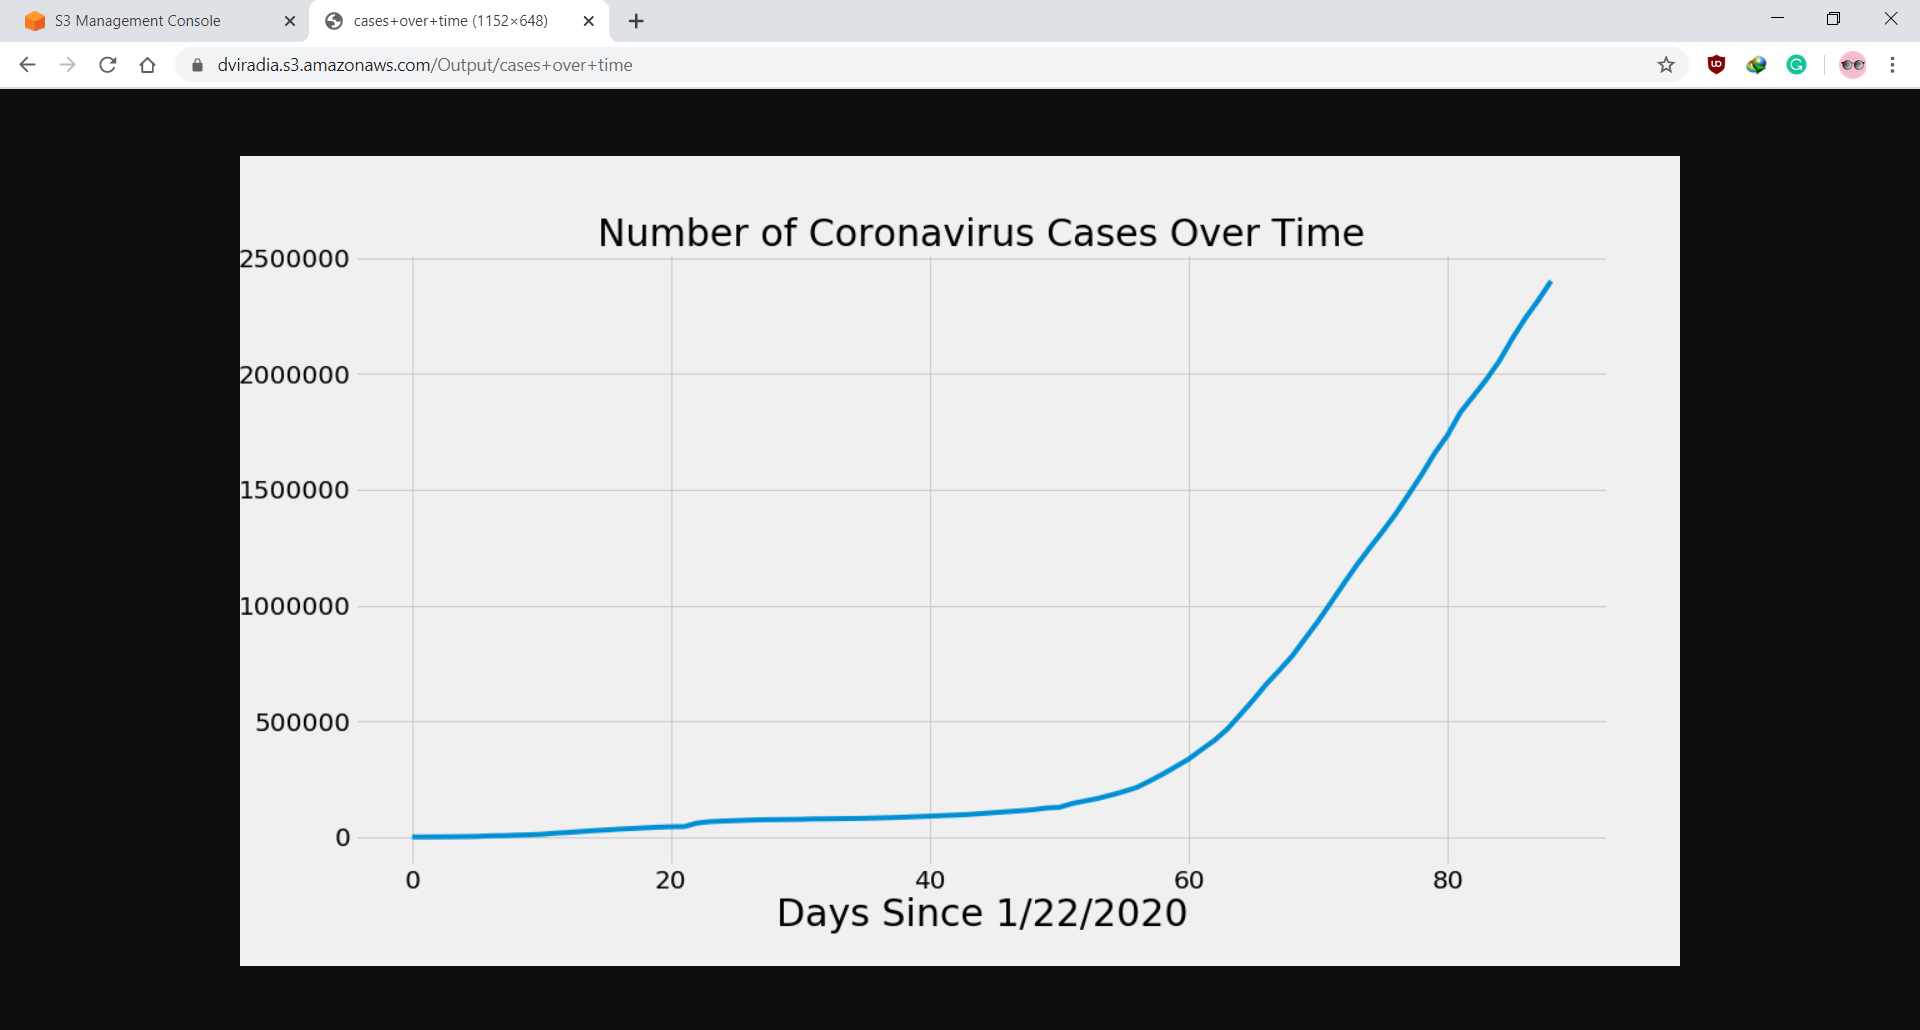 S3 Management Console
cases+over+time (1152×648)
dviradia.s3.amazonaws.com/Output/cases+over+time
Number of Coronavirus Cases Over Time
2500000
2000000
1500000
1000000
500000
0
0 20 40 60 80
Days Since 1/22/2020